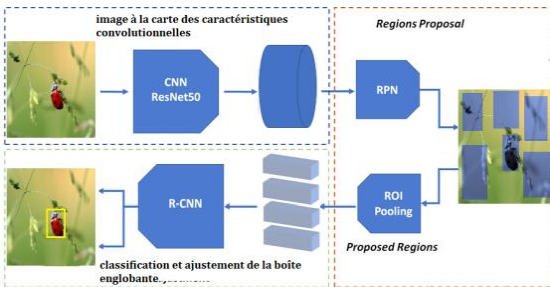 image à la carte des caractéristiques
convolutionnelles
CNN
ResNet50
Regions Proposal
RPN
ROI
Pooling
Proposed Regions
R-CNN
classification et ajustement de la boîte
englobante